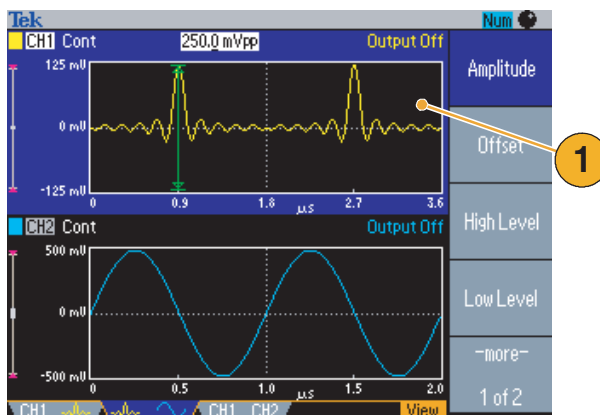 Tek
Num
CH1 Cont 250.0 mVpp Output Off
125 mV
0 mV
-125 mV
0 0.9 1.8 µs 2.7 3.6
CH2 Cont Output Off
500 mV
0 mV
-500 mV
0 0.5 1.0 µs 1.5 2.0
CH1 CH1 CH2 View
Amplitude
Offset
High Level
Low Level
-more-
1 of 2
1